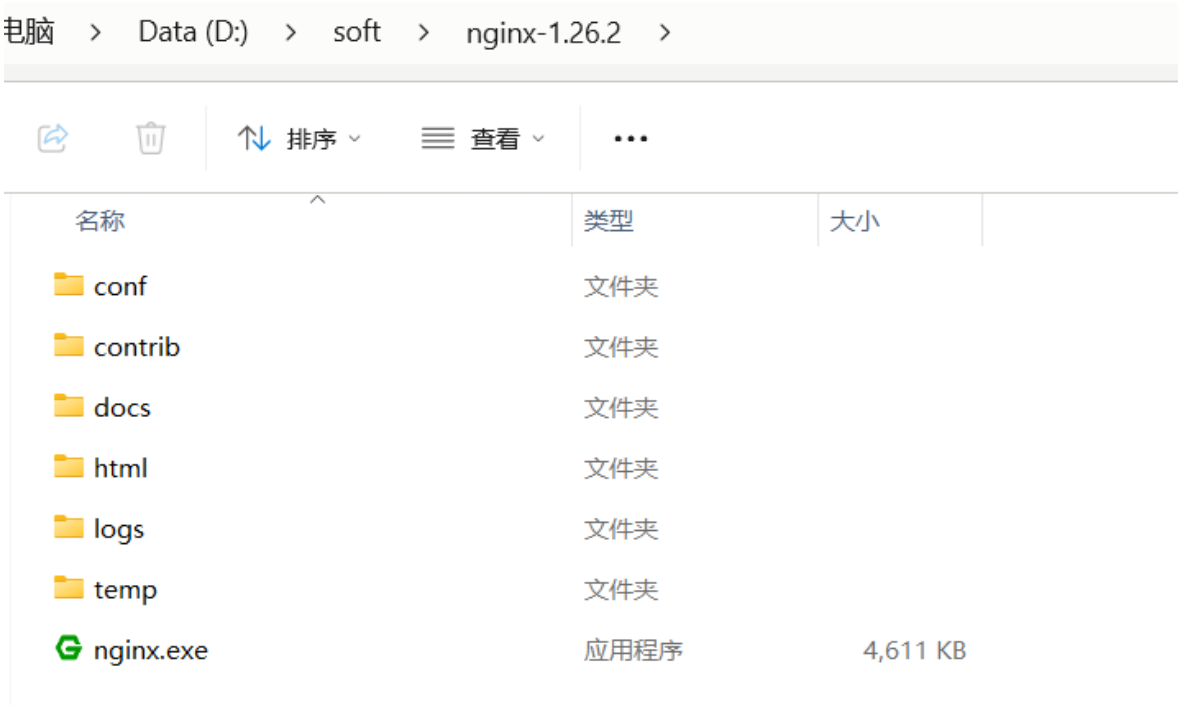 电脑 > Data (D:) > soft > nginx-1.26.2 >
排序 查看 •••
名称 类型 大小
conf 文件夹
contrib 文件夹
docs 文件夹
html 文件夹
logs 文件夹
temp 文件夹
nginx.exe 应用程序 4,611 KB